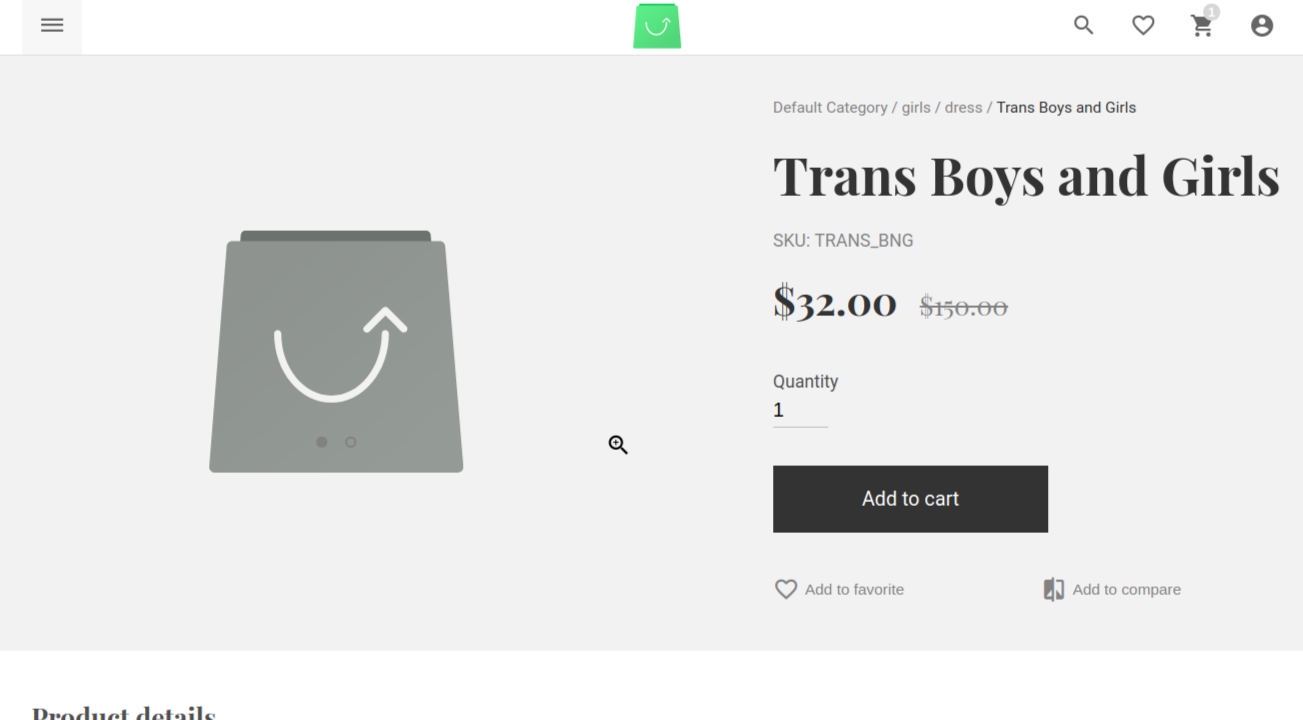 1
Default Category / girls / dress / Trans Boys and Girls
Trans Boys and Girls
SKU: TRANS_BNG
$32.00 $150.00
Quantity
1
Add to cart
Add to favorite
Add to compare
Product details